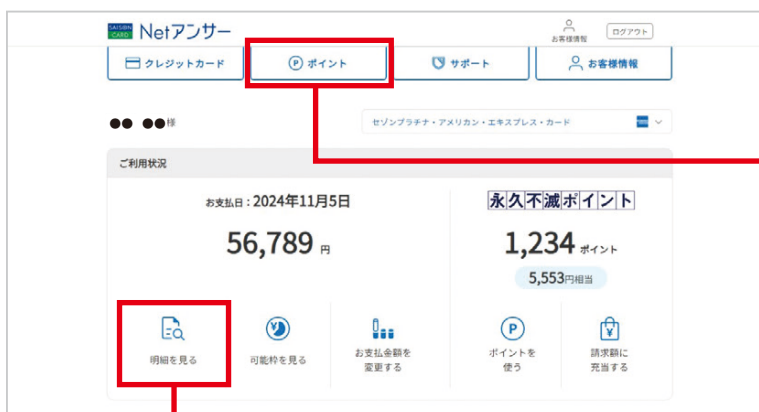 SAISON CARD Netアンサー
お客様情報
ログアウト
クレジットカード
ポイント
サポート
お客様情報
●● ●●様
セゾンプラチナ・アメリカン・エキスプレス・カード
ご利用状況
お支払日：2024年11月5日
56,789 円
永久不滅ポイント
1,234 ポイント
5,553円相当
明細を見る
可能枠を見る
お支払金額を
変更する
ポイントを
使う
請求額に
充当する